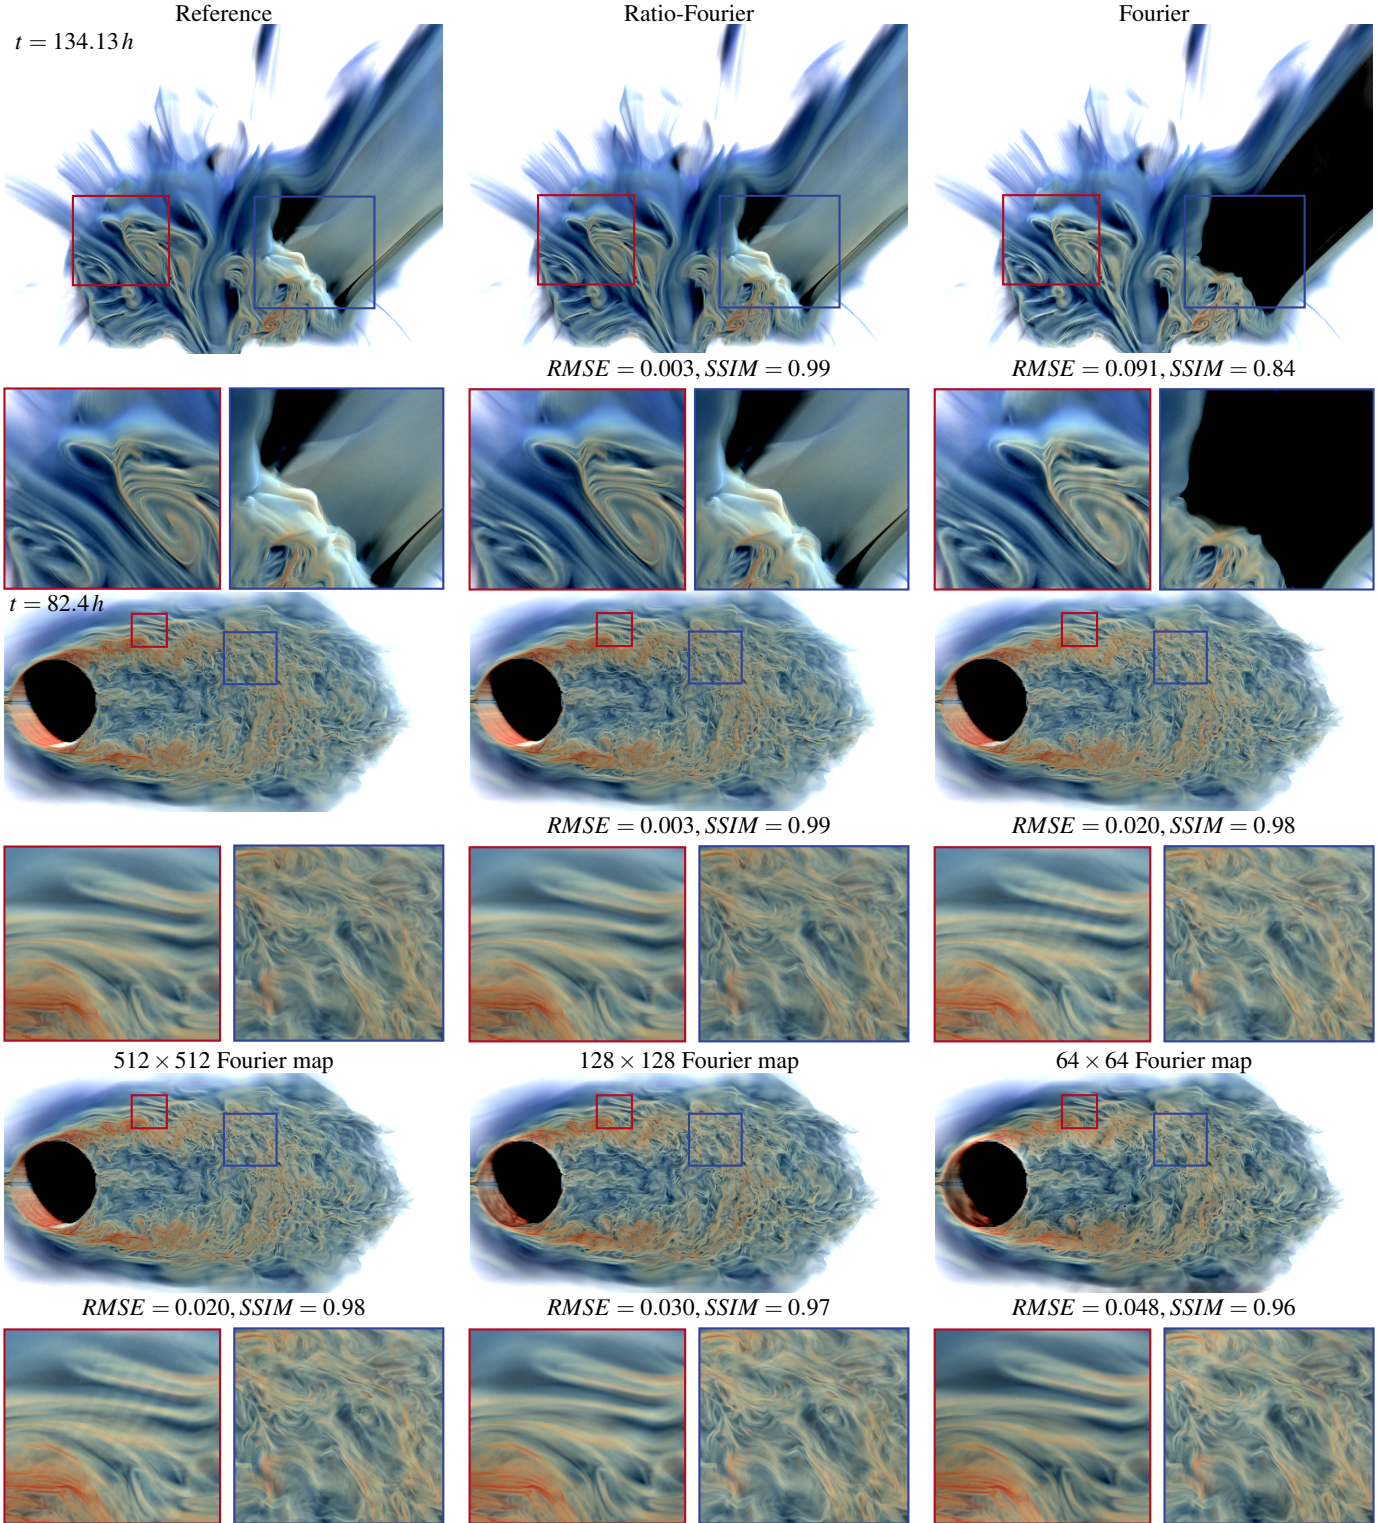 Reference
Ratio-Fourier
Fourier
t = 134.13h
RMSE = 0.003, SSIM = 0.99
RMSE = 0.091, SSIM = 0.84
t = 82.4h
RMSE = 0.003, SSIM = 0.99
RMSE = 0.020, SSIM = 0.98
512 × 512 Fourier map
128 × 128 Fourier map
64 × 64 Fourier map
RMSE = 0.020, SSIM = 0.98
RMSE = 0.030, SSIM = 0.97
RMSE = 0.048, SSIM = 0.96